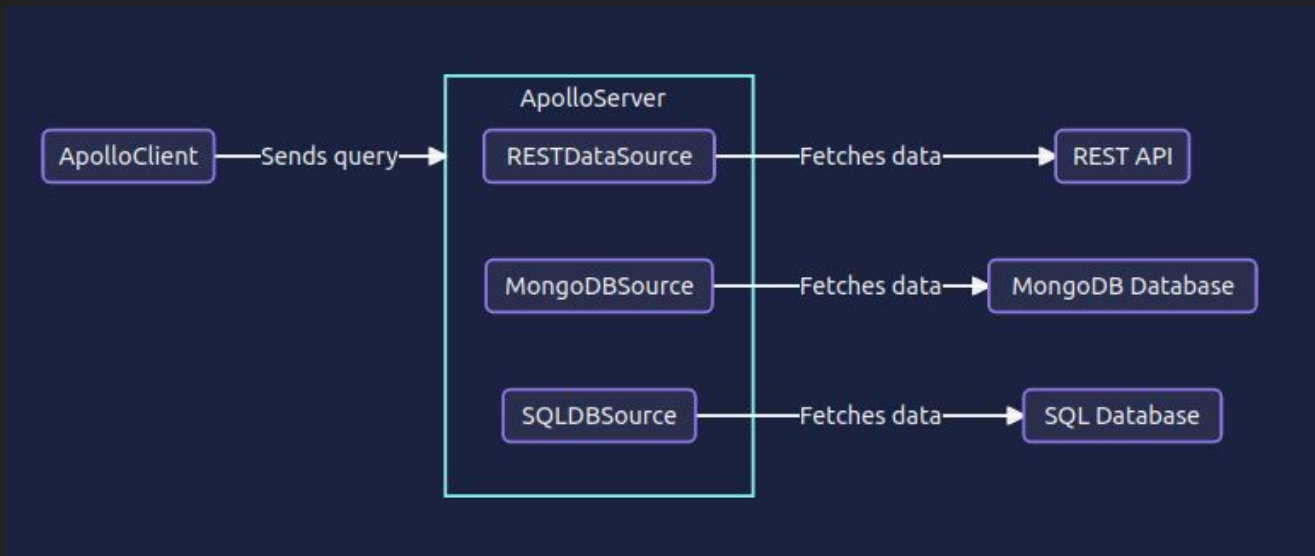 ApolloServer
ApolloClient
Sends query
RESTDataSource
Fetches data
REST API
MongoDBSource
Fetches data
MongoDB Database
SQLDBSource
Fetches data
SQL Database